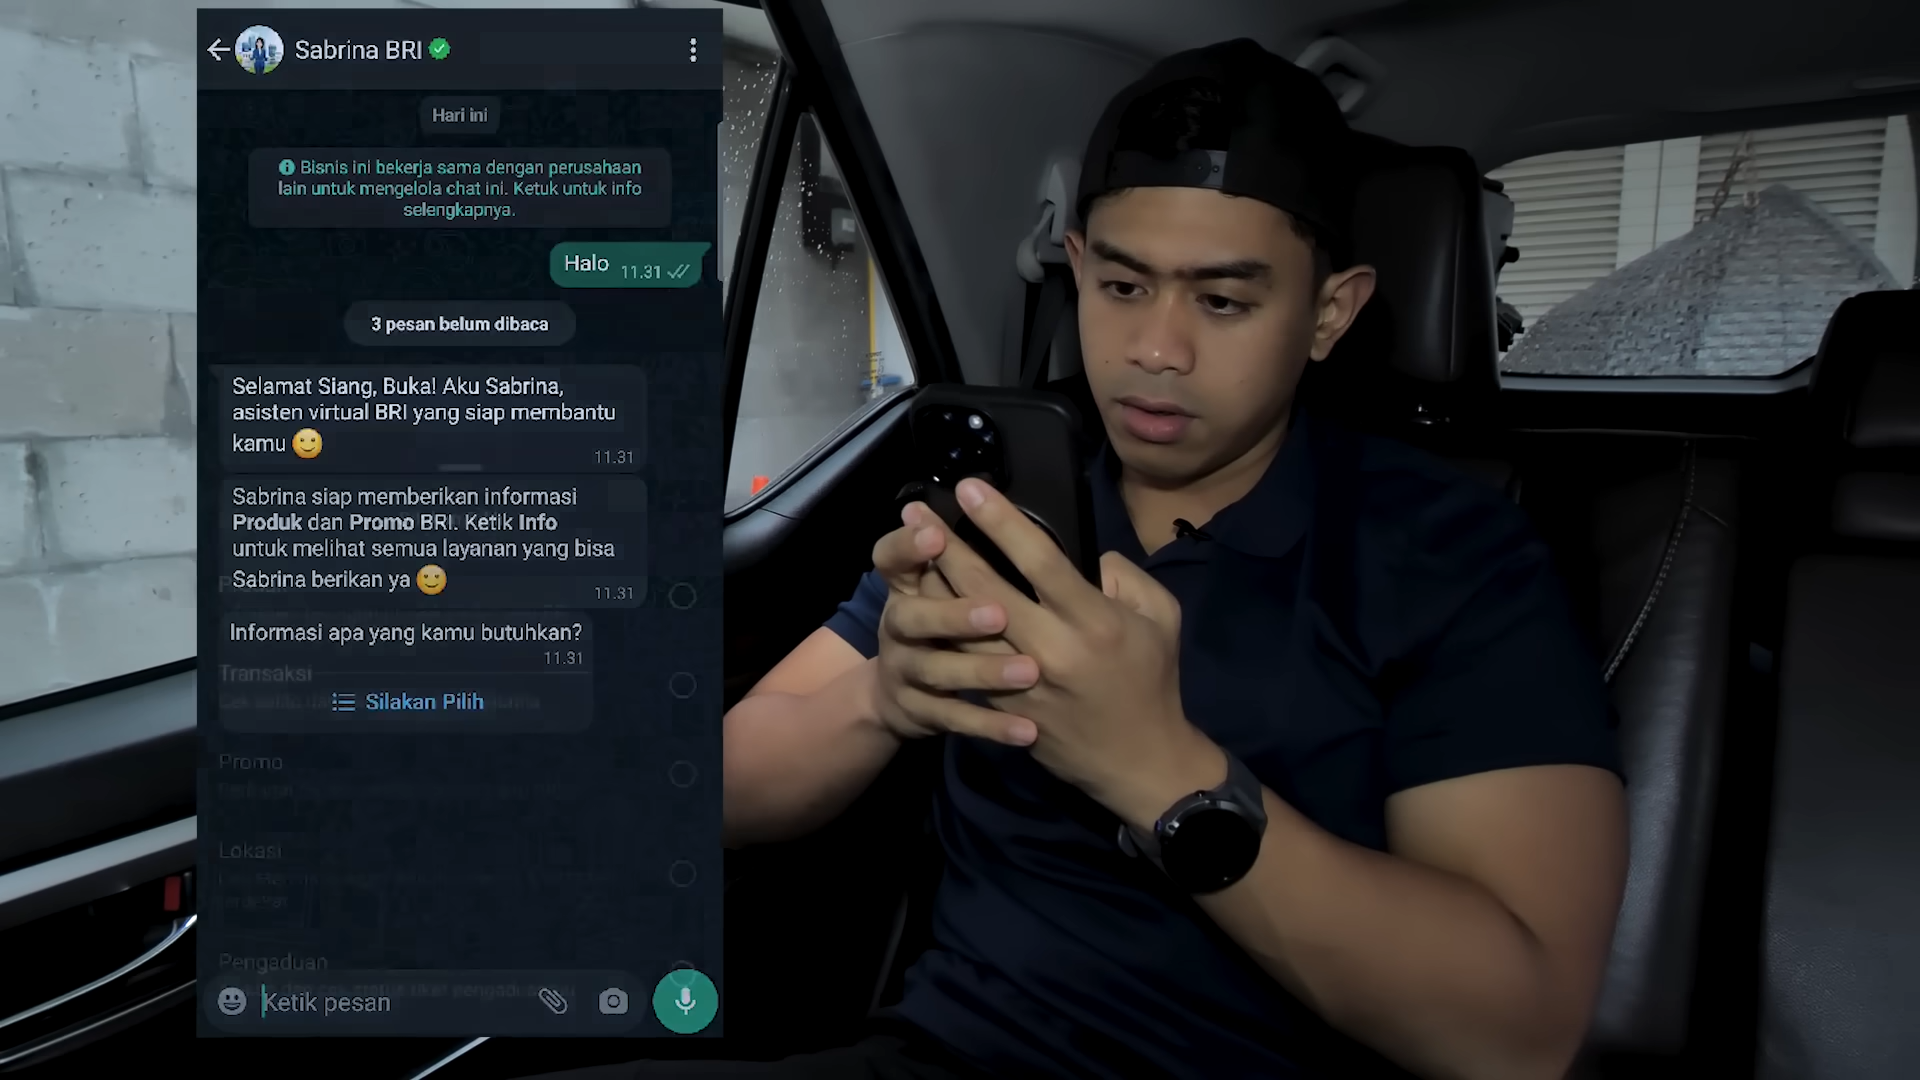 Sabrina BRI
Hari ini
Bisnis ini bekerja sama dengan perusahaan
lain untuk mengelola chat ini. Ketuk untuk info
selengkapnya.
Halo 11.31
3 pesan belum dibaca
Selamat Siang, Buka! Aku Sabrina,
asisten virtual BRI yang siap membantu
kamu 🙂
11.31
Sabrina siap memberikan informasi
Produk dan Promo BRI. Ketik Info
untuk melihat semua layanan yang bisa
Sabrina berikan ya 🙂
11.31
Informasi apa yang kamu butuhkan?
11.31
Transaksi
Silakan Pilih
Promo
Lokasi
Pengaduan
Ketik pesan